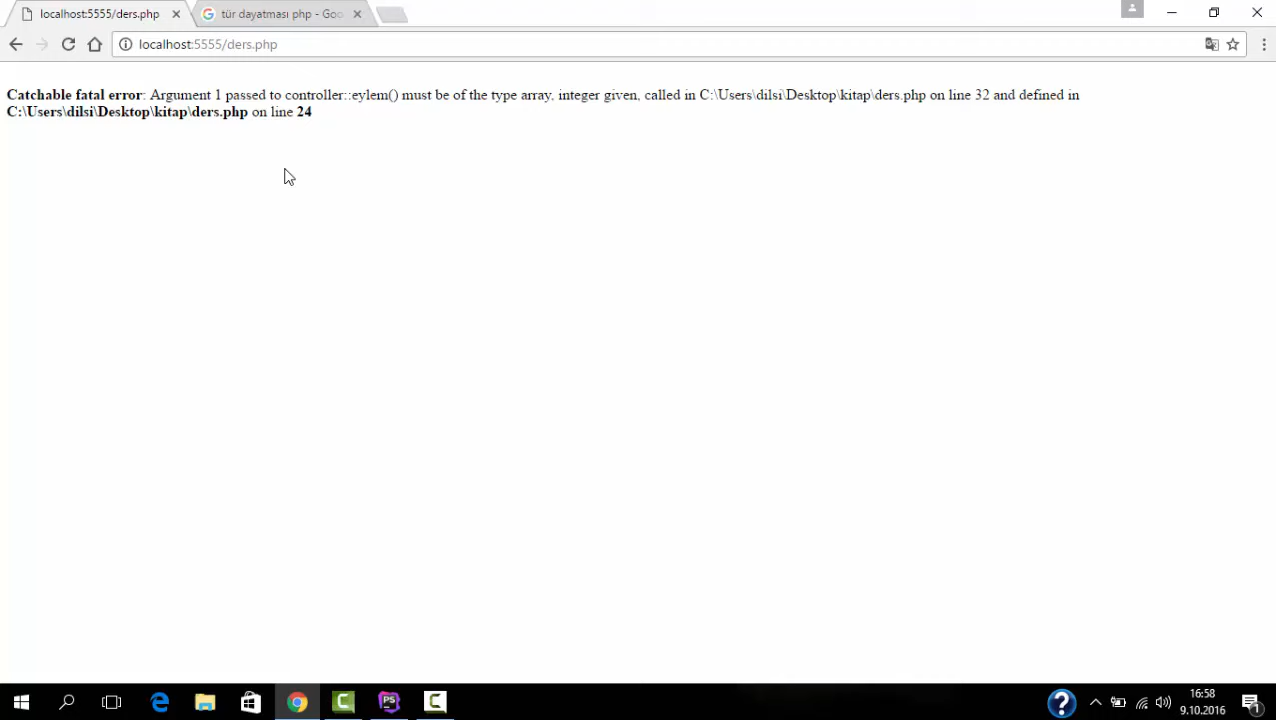 localhost:5555/ders.php
tür dayatması php - Goo
localhost:5555/ders.php
Catchable fatal error: Argument 1 passed to controller::eylem() must be of the type array, integer given, called in C:\Users\dilsi\Desktop\kitap\ders.php on line 32 and defined in
C:\Users\dilsi\Desktop\kitap\ders.php on line 24
16:58
9.10.2016